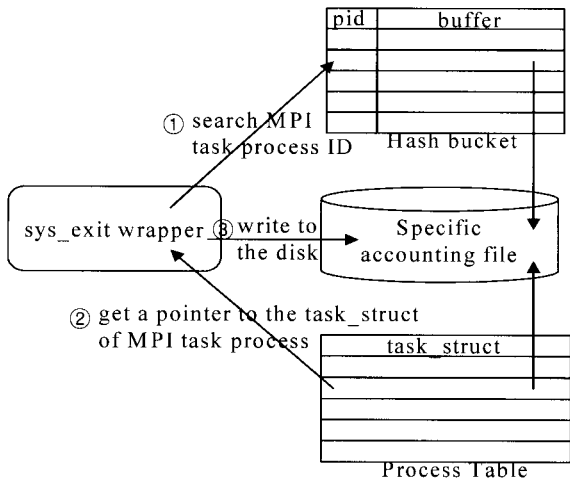 pid buffer
① search MPI
task process ID
Hash bucket
sys_exit wrapper
③ write to
the disk
Specific
accounting file
② get a pointer to the task_struct
of MPI task process
task_struct
Process Table